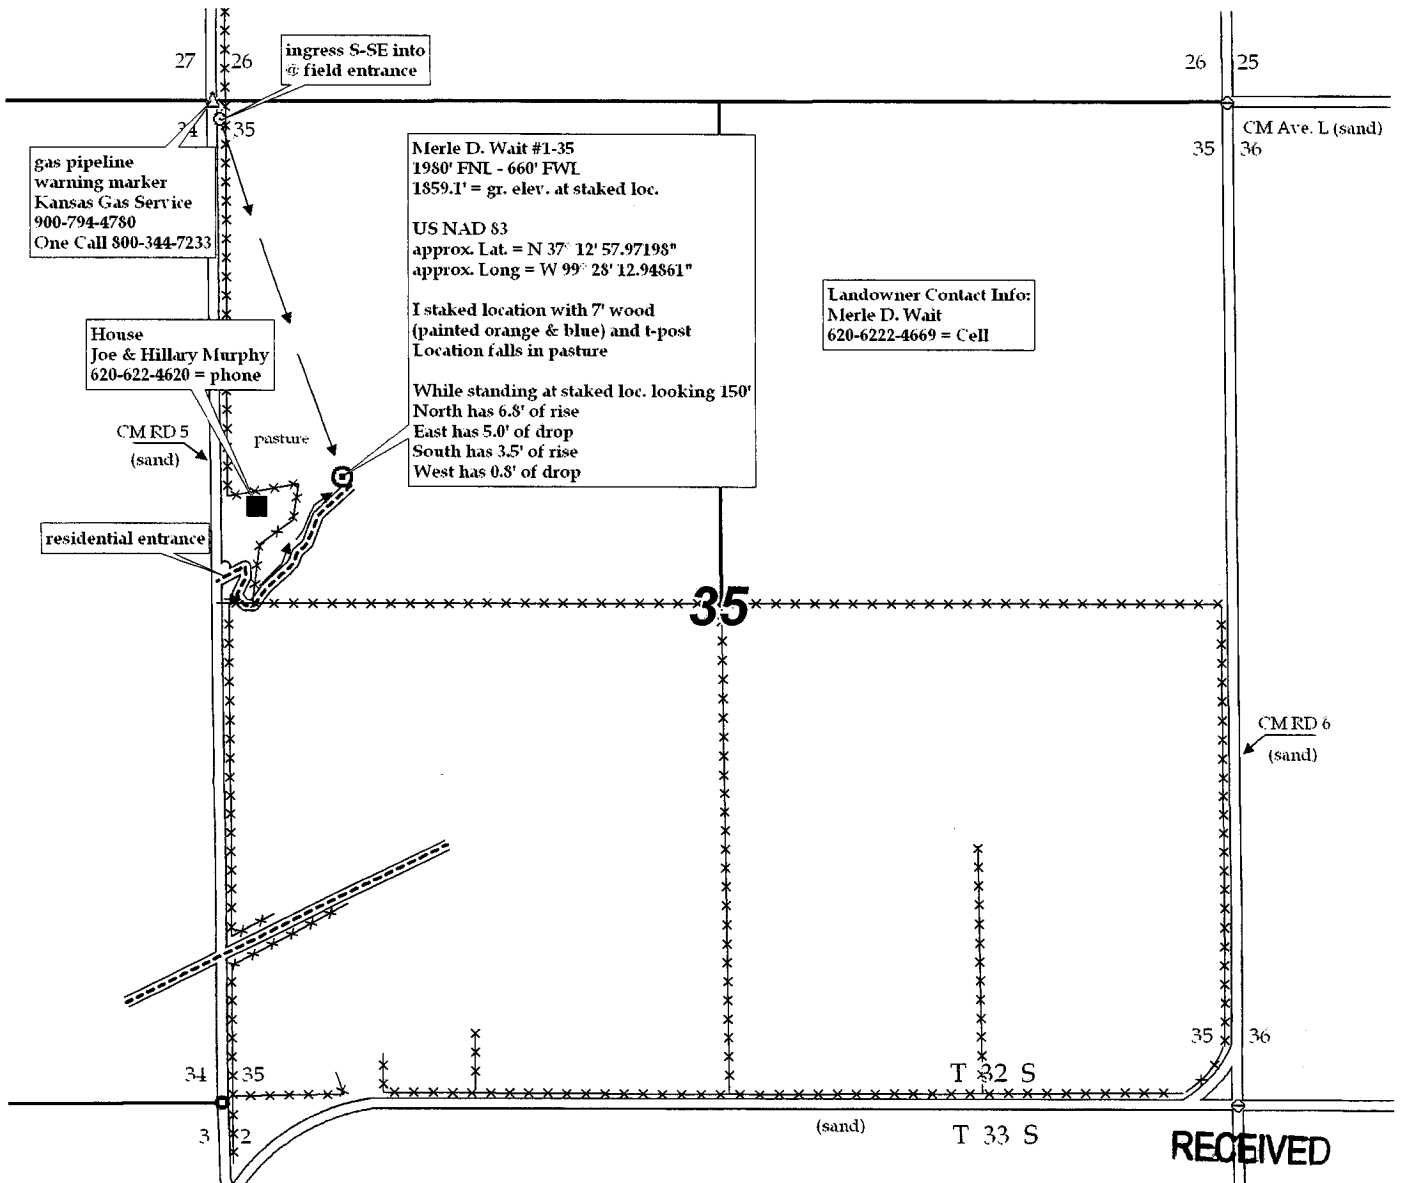 27
26
ingress S-SE into
@ field entrance
26
25
34
35
CM Ave. L (sand)
35
36
gas pipeline
warning marker
Kansas Gas Service
900-794-4780
One Call 800-344-7233
Merle D. Wait #1-35
1980' FNL - 660' FWL
1859.1' = gr. elev. at staked loc.
US NAD 83
approx. Lat. = N 37° 12' 57.97198"
approx. Long = W 99° 28' 12.94861"
I staked location with 7' wood
(painted orange & blue) and t-post
Location falls in pasture
While standing at staked loc. looking 150'
North has 6.8' of rise
East has 5.0' of drop
South has 3.5' of rise
West has 0.8' of drop
Landowner Contact Info:
Merle D. Wait
620-6222-4669 = Cell
House
Joe & Hillary Murphy
620-622-4620 = phone
CM RD 5
(sand)
pasture
residential entrance
35
CM RD 6
(sand)
34
35
35
36
T 32 S
3
2
(sand)
T 33 S
RECEIVED